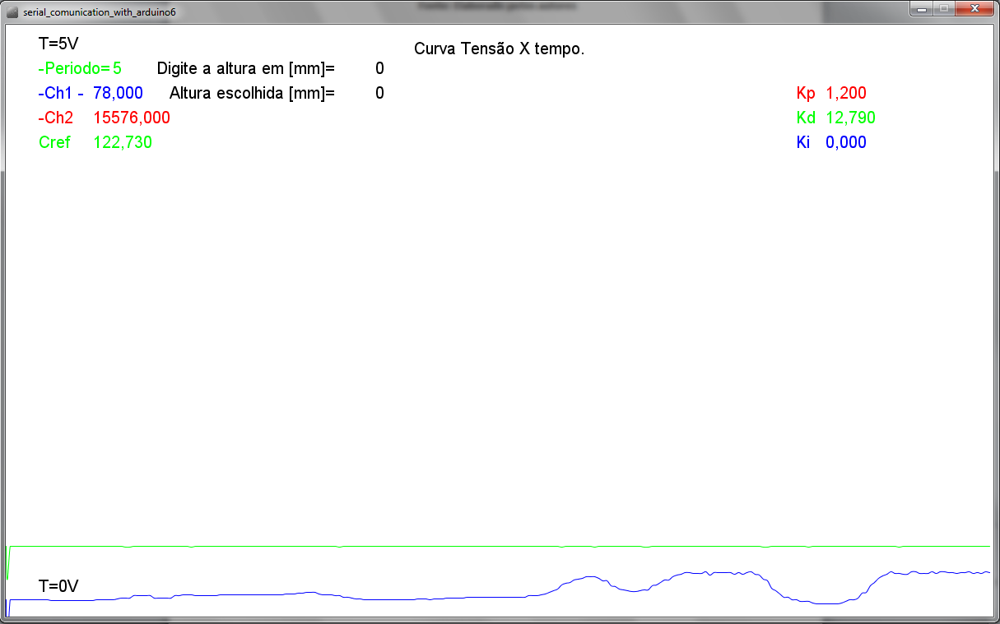 serial_comunication_with_arduino6
T=5V
Curva Tensão X tempo.
-Periodo= 5 Digite a altura em [mm]= 0
-Ch1 - 78,000 Altura escolhida [mm]= 0 Kp 1,200
-Ch2 15576,000 Kd 12,790
Cref 122,730 Ki 0,000
T=0V